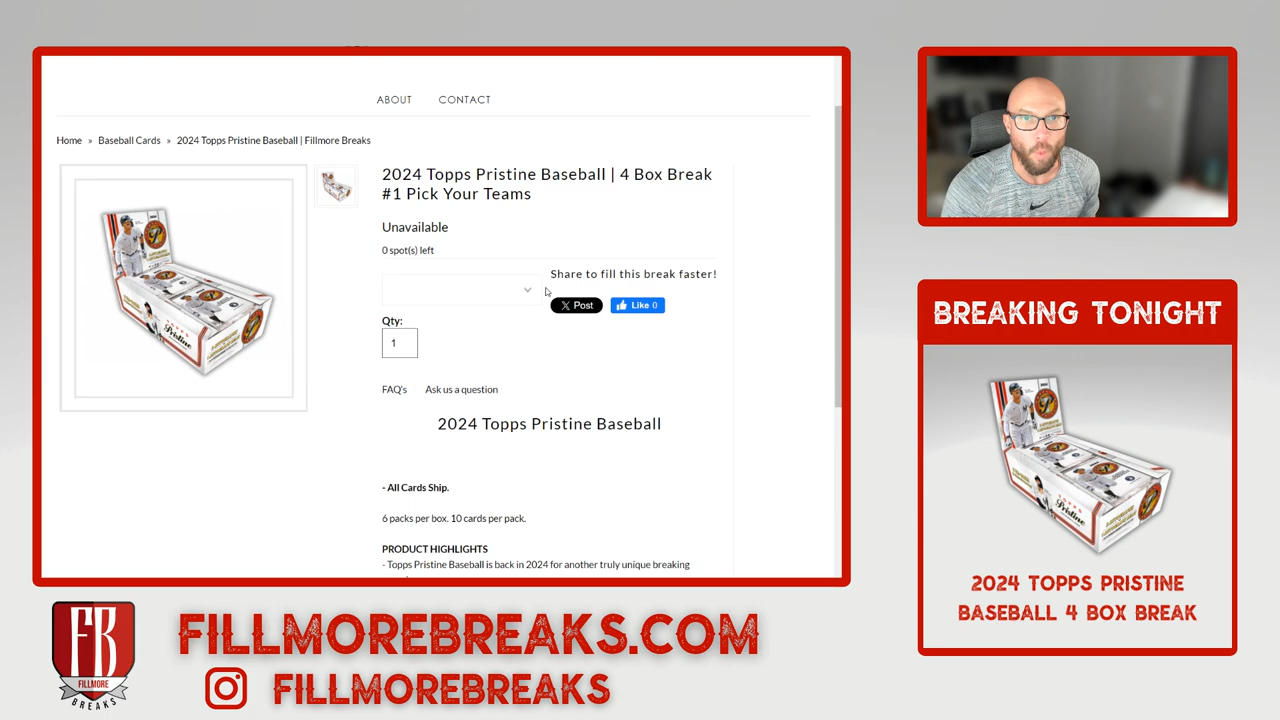 ABOUT CONTACT
Home » Baseball Cards » 2024 Topps Pristine Baseball | Fillmore Breaks
2024 Topps Pristine Baseball | 4 Box Break
#1 Pick Your Teams
Unavailable
0 spot(s) left
Share to fill this break faster!
Post Like 0
Qty:
1
FAQ's Ask us a question
2024 Topps Pristine Baseball
- All Cards Ship.
6 packs per box. 10 cards per pack.
PRODUCT HIGHLIGHTS
- Topps Pristine Baseball is back in 2024 for another truly unique breaking
BREAKING TONIGHT
Pristine
2024 TOPPS PRISTINE
BASEBALL 4 BOX BREAK
FB
FILLMORE
BREAKS
FILLMOREBREAKS.COM
FILLMOREBREAKS